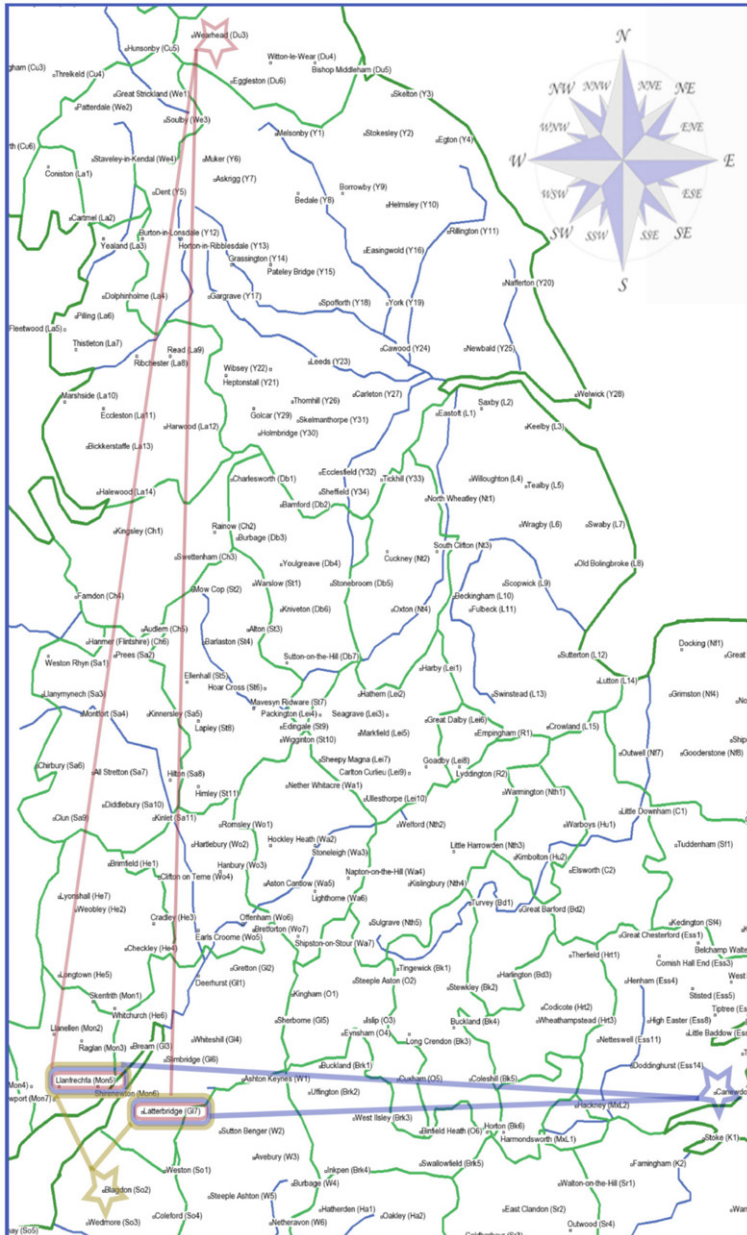 Wearhead (Du3)
N
Hunsonby (Cu5)
Witton-le-Wear (Du4)
gham (Cu3)
Bishop Middleham (Du5)
Threlkeld (Cu4)
Eggleston (Du6)
NW
NNW
NNE
NE
Great Strickland (We1)
Skelton (Y3)
Patterdale (We2)
Soulby (We3)
WNW
ENE
Melsonby (Y1)
Stokesley (Y2)
Egton (Y4)
th (Cu6)
W
E
Staveley-in-Kendal (We4)
Muker (Y6)
Coniston (La1)
Askrigg (Y7)
Dent (Y5)
Bedale (Y8)
Borrowby (Y9)
WSW
ESE
Helmsley (Y10)
Cartmel (La2)
SW
SSW
SSE
SE
Burton-in-Lonsdale (Y12)
Rillington (Y11)
Yealand (La3)
Horton-in-Ribblesdale (Y13)
Easingwold (Y16)
Grassington (Y14)
Pateley Bridge (Y15)
S
Nafferton (Y20)
Dolphinholme (La4)
Gargrave (Y17)
Spofforth (Y18)
York (Y19)
Pilling (La6)
Fleetwood (La5)
Thistleton (La7)
Read (La9)
Cawood (Y24)
Newbald (Y25)
Ribchester (La8)
Leeds (Y23)
Wibsey (Y22)
Heptonstall (Y21)
Marshside (La10)
Thornhill (Y26)
Carleton (Y27)
Welwick (Y28)
Eccleston (La11)
Golcar (Y29)
Saxby (L2)
Eastoft (L1)
Harwood (La12)
Skelmanthorpe (Y31)
Keelby (L3)
Holmbridge (Y30)
Bickkerstaffe (La13)
Ecclesfield (Y32)
Charlesworth (Db1)
Tickhill (Y33)
Willoughton (L4)
Tealby (L5)
Halewood (La14)
Sheffield (Y34)
North Wheatley (Nt1)
Bamford (Db2)
Kingsley (Ch1)
Rainow (Ch2)
Wragby (L6)
Swaby (L7)
Burbage (Db3)
South Clifton (Nt3)
Swettenham (Ch3)
Cuckney (Nt2)
Youlgreave (Db4)
Old Bolingbroke (L8)
Warslow (St1)
Stonebroom (Db5)
Scopwick (L9)
Farndon (Ch4)
Mow Cop (St2)
Beckingham (L10)
Kniveton (Db6)
Oxton (Nt4)
Fulbeck (L11)
Audlem (Ch5)
Alton (St3)
Hanmer (Flintshire) (Ch6)
Barlaston (St4)
Docking (Nf1)
Weston Rhyn (Sa1)
Prees (Sa2)
Sutton-on-the-Hill (Db7)
Sutterton (L12)
Great
Harby (Lei1)
Ellenhall (St5)
Lutton (L14)
Llanymynech (Sa3)
Hoar Cross (St6)
Hathern (Lei2)
Swinstead (L13)
Grimston (Nf4)
Mavesyn Ridware (St7)
No
Montfort (Sa4)
Kinnersley (Sa5)
Packington (Lei4)
Seagrave (Lei3)
Great Dalby (Lei6)
Lapley (St8)
Edingale (St9)
Markfield (Lei5)
Empingham (R1)
Crowland (L15)
Wigginton (St10)
Ship
Outwell (Nf7)
Gooderstone (Nf8)
Chirbury (Sa6)
Sheepy Magna (Lei7)
Goadby (Lei8)
All Stretton (Sa7)
Hilton (Sa8)
Carlton Curlieu (Lei9)
Lyddington (R2)
Himley (St11)
Nether Whitacre (Wa1)
Warmington (Nth1)
Diddlebury (Sa10)
Ullesthorpe (Lei10)
Clun (Sa9)
Kinlet (Sa11)
Little Downham (C1)
Romsley (Wo1)
Welford (Nth2)
Warboys (Hu1)
Hartlebury (Wo2)
Hockley Heath (Wa2)
Little Harrowden (Nth3)
Tuddenham (Sf1)
Stoneleigh (Wa3)
Kimbolton (Hu2)
Brimfield (He1)
Hanbury (Wo3)
Elsworth (C2)
Clifton on Teme (Wo4)
Napton-on-the-Hill (Wa4)
Aston Cantlow (Wa5)
Kislingbury (Nth4)
Lyonshall (He7)
Lighthorne (Wa6)
Turvey (Bd1)
Weobley (He2)
Great Barford (Bd2)
Cradley (He3)
Offenham (Wo6)
Sulgrave (Nth5)
Kedington (Sf4)
Earls Croome (Wo5)
Bretforton (Wo7)
Great Chesterford (Ess1)
Checkley (He4)
Shipston-on-Stour (Wa7)
Belchamp Walte
Therfield (Hrt1)
Cornish Hall End (Ess3)
Longtown (He5)
Gretton (Gl2)
Tingewick (Bk1)
Harlington (Bd3)
Deerhurst (Gl1)
Steeple Aston (O2)
Henham (Ess4)
West
Skenfrith (Mon1)
Kingham (O1)
Stewkley (Bk2)
Stisted (Ess5)
Whitchurch (He6)
Codicote (Hrt2)
Tiptree (Ess
Llanellen (Mon2)
Sherborne (Gl5)
Islip (O3)
Buckland (Bk4)
Wheathampstead (Hrt3)
High Easter (Ess8)
Eynsham (O4)
Little Baddow (Ess
Raglan (Mon3)
Bream (Gl3)
Whiteshill (Gl4)
Long Crendon (Bk3)
Netteswell (Ess11)
Slimbridge (Gl6)
Buckland (Brk1)
Doddinghurst (Ess14)
Llanfrechfa (Mon5)
Ashton Keynes (W1)
Cuxham (O5)
Coleshill (Bk5)
Mon4)
Shirenewton (Mon6)
Uffington (Brk2)
Canewdo
wport (Mon7)
Latterbridge (Gl7)
Hackney (MxL2)
West Ilsley (Brk3)
Sutton Benger (W2)
Binfield Heath (O6)
Horton (Bk6)
Harmondsworth (MxL1)
Stoke (K1)
Avebury (W3)
Weston (So1)
Inkpen (Brk4)
Swallowfield (Brk5)
Farningham (K2)
Blagdon (So2)
Burbage (W4)
Walton-on-the-Hill (Sr1)
Steeple Ashton (W5)
Wedmore (So3)
Coleford (So4)
Hatherden (Ha1)
East Clandon (Sr2)
Netheravon (W6)
Oakley (Ha2)
Outwood (Sr4)
ay (So5)